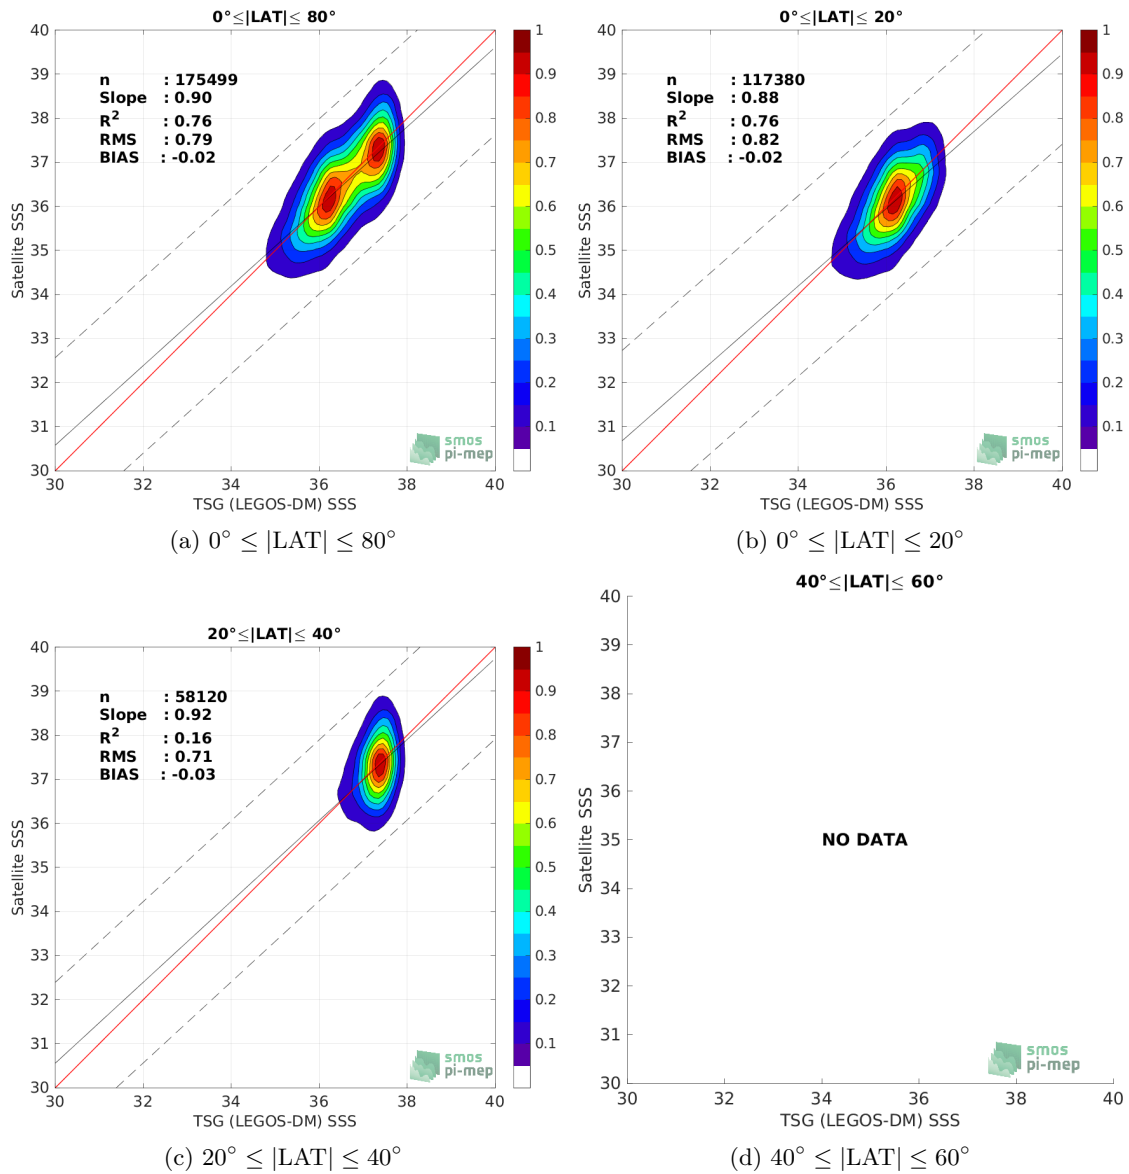 0°≤|LAT|≤ 80°
n : 175499
Slope : 0.90
R² : 0.76
RMS : 0.79
BIAS : -0.02
40
39
38
37
36
35
34
33
32
31
30
30 32 34 36 38 40
Satellite SSS
TSG (LEGOS-DM) SSS
1
0.9
0.8
0.7
0.6
0.5
0.4
0.3
0.2
0.1
smos
pi-mep
(a) 0° ≤ |LAT| ≤ 80°
0°≤|LAT|≤ 20°
n : 117380
Slope : 0.88
R² : 0.76
RMS : 0.82
BIAS : -0.02
40
39
38
37
36
35
34
33
32
31
30
30 32 34 36 38 40
Satellite SSS
TSG (LEGOS-DM) SSS
1
0.9
0.8
0.7
0.6
0.5
0.4
0.3
0.2
0.1
smos
pi-mep
(b) 0° ≤ |LAT| ≤ 20°
20°≤|LAT|≤ 40°
n : 58120
Slope : 0.92
R² : 0.16
RMS : 0.71
BIAS : -0.03
40
39
38
37
36
35
34
33
32
31
30
30 32 34 36 38 40
Satellite SSS
TSG (LEGOS-DM) SSS
1
0.9
0.8
0.7
0.6
0.5
0.4
0.3
0.2
0.1
smos
pi-mep
(c) 20° ≤ |LAT| ≤ 40°
40°≤|LAT|≤ 60°
40
39
38
37
36
35
34
33
32
31
30
30 32 34 36 38 40
Satellite SSS
NO DATA
TSG (LEGOS-DM) SSS
smos
pi-mep
(d) 40° ≤ |LAT| ≤ 60°